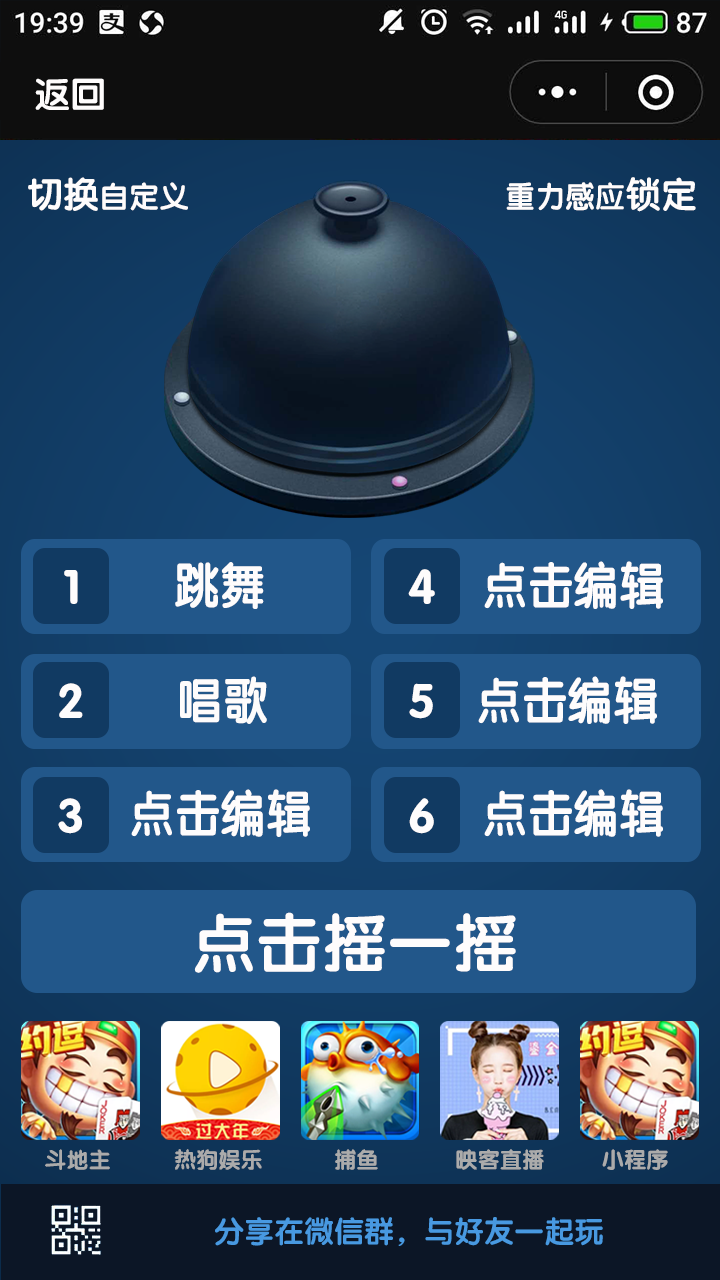 19:39
4G
87
返回
切换自定义
重力感应锁定
1 跳舞
4 点击编辑
2 唱歌
5 点击编辑
3 点击编辑
6 点击编辑
点击摇一摇
约逗
JOKER
过大年
约逗
JOKER
斗地主
热狗娱乐
捕鱼
映客直播
小程序
分享在微信群，与好友一起玩